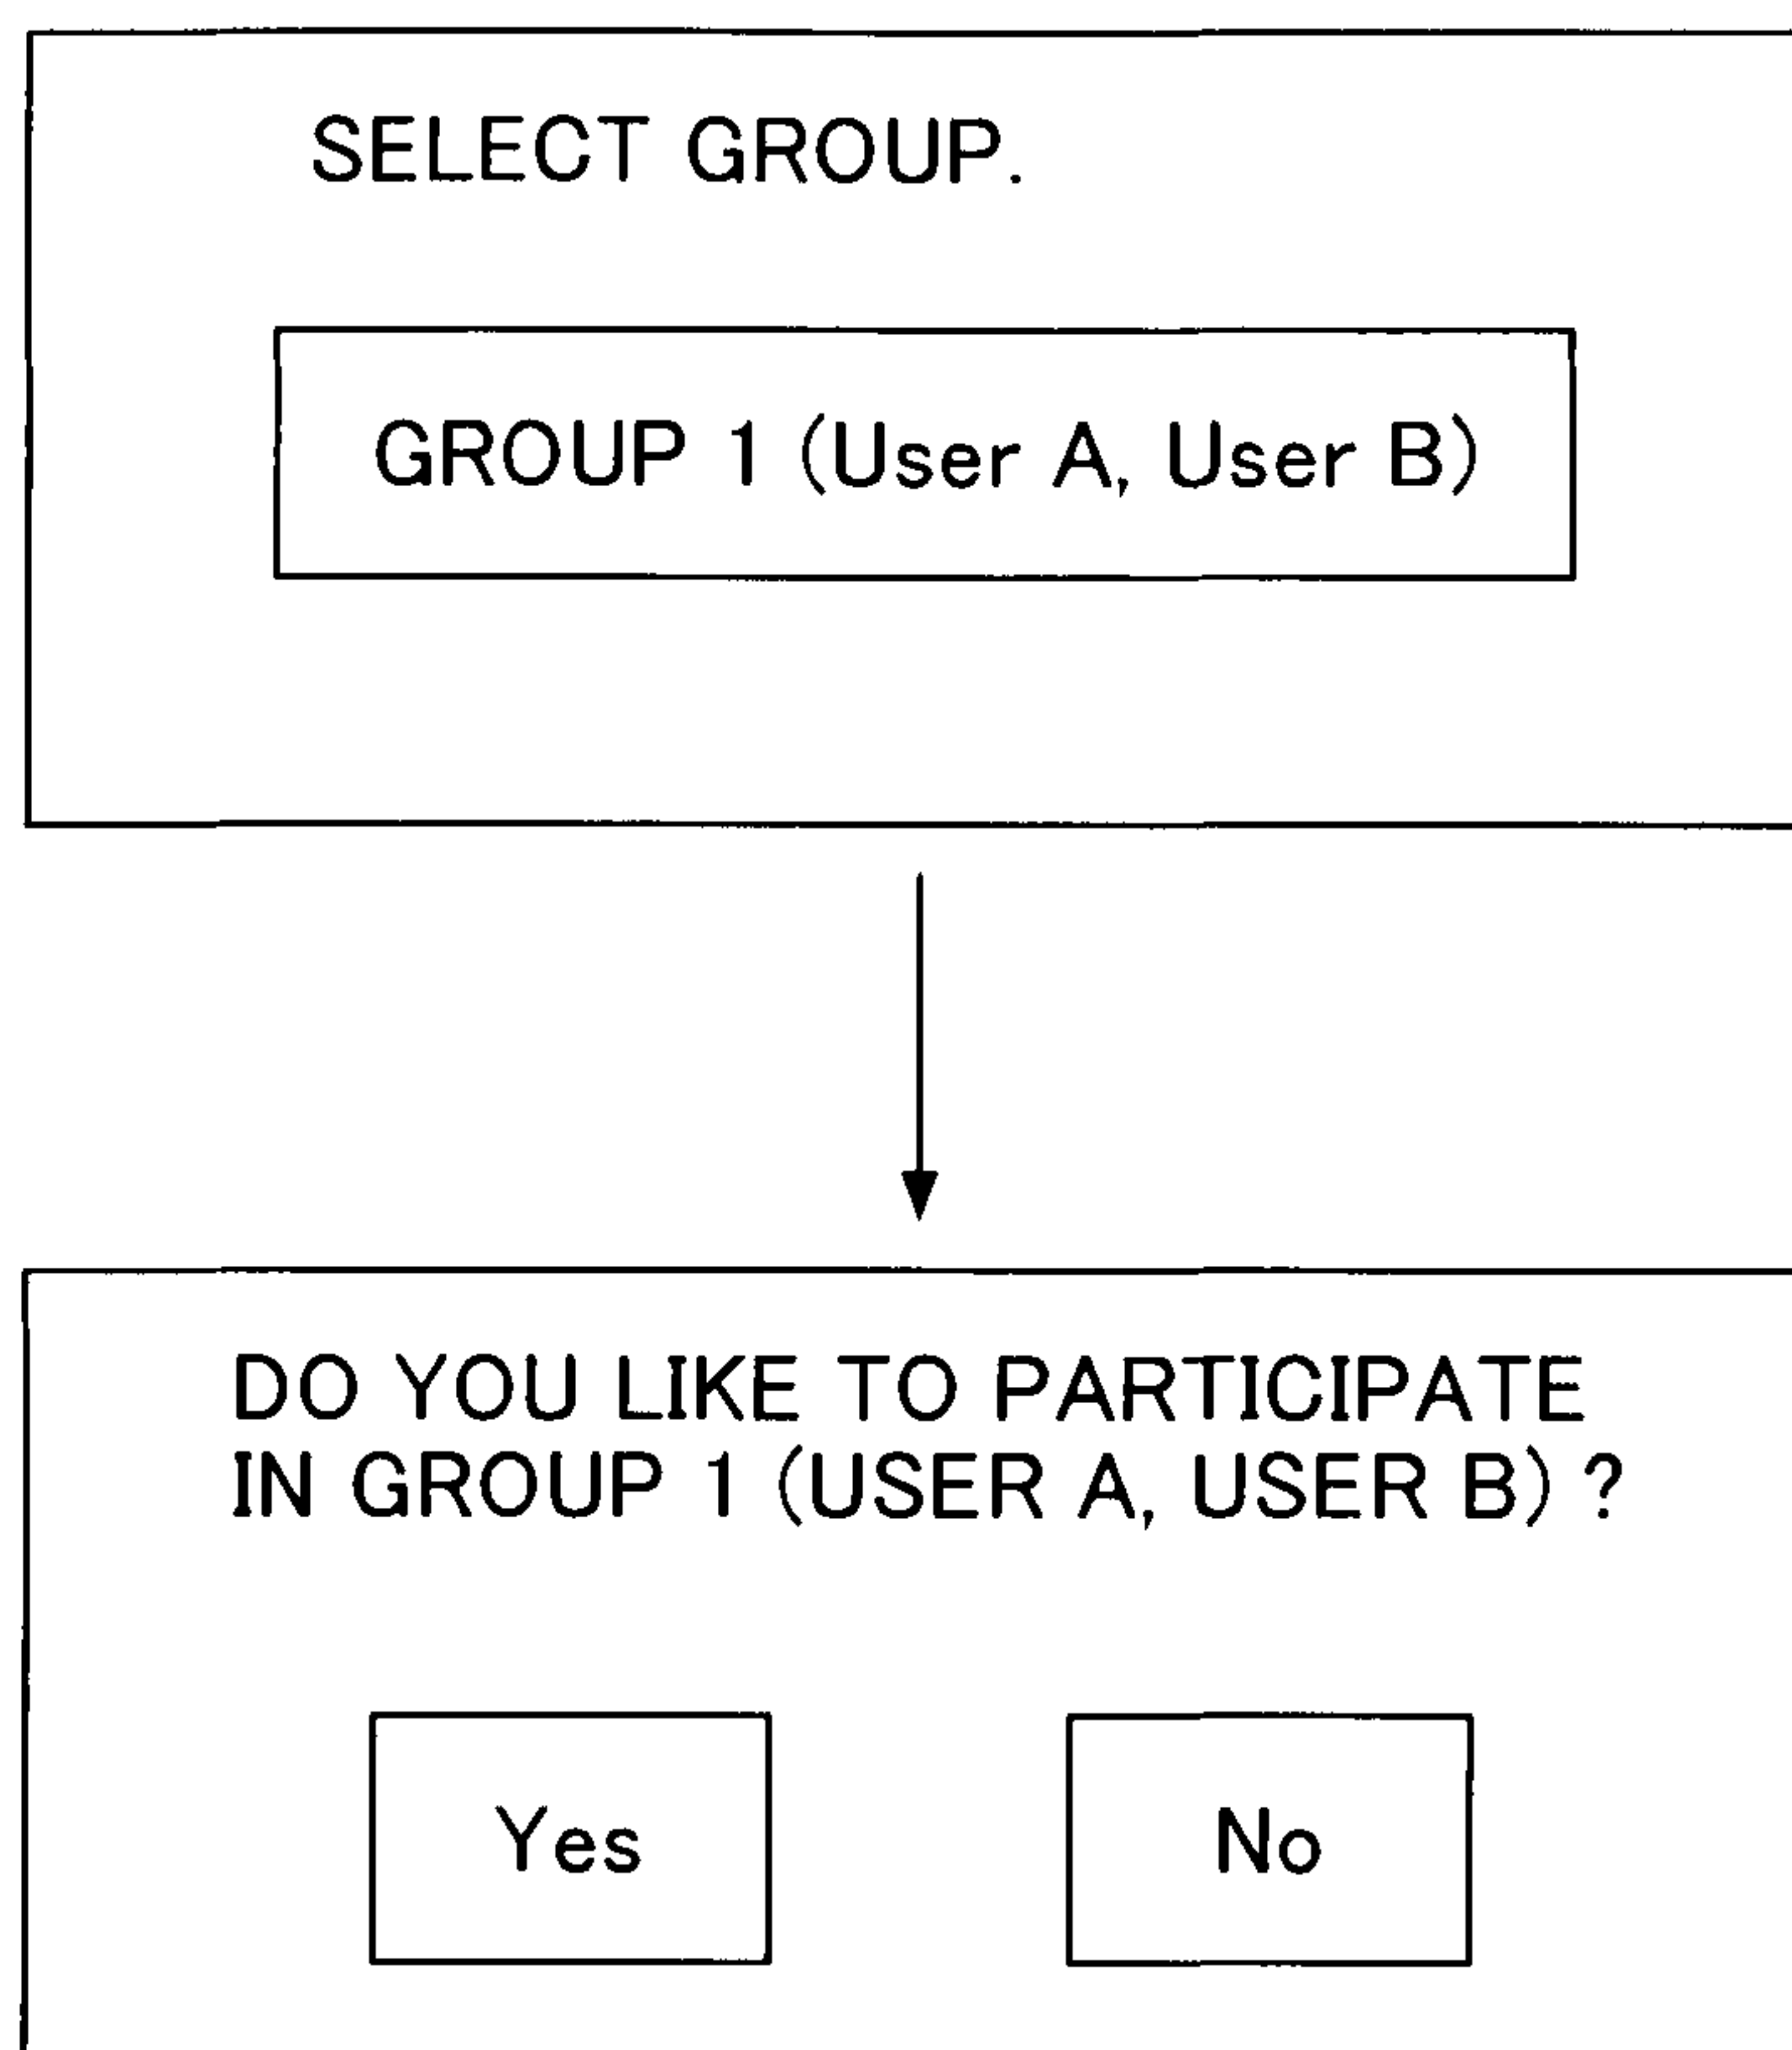 SELECT GROUP.
GROUP 1 (User A, User B)
DO YOU LIKE TO PARTICIPATE
IN GROUP 1 (USER A, USER B) ?
Yes
No